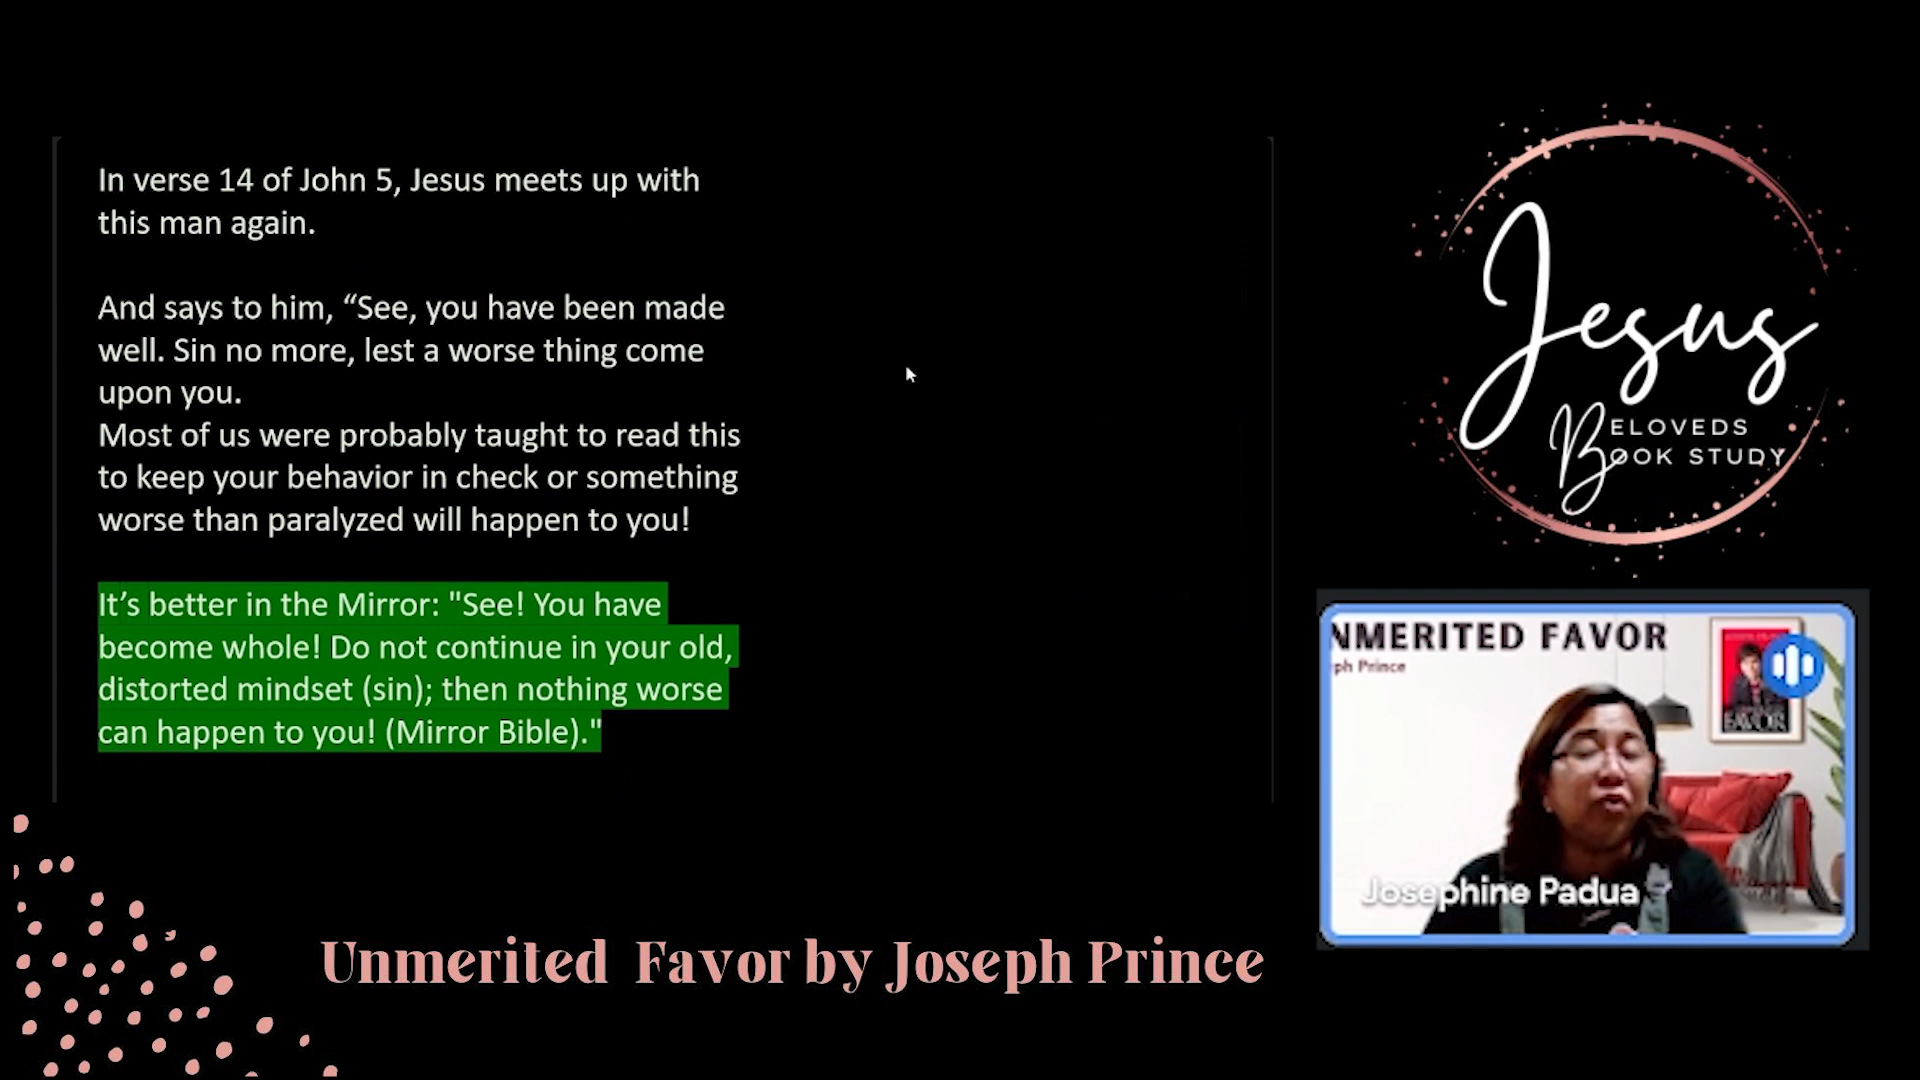 In verse 14 of John 5, Jesus meets up with
this man again.
And says to him, “See, you have been made
well. Sin no more, lest a worse thing come
upon you.
Most of us were probably taught to read this
to keep your behavior in check or something
worse than paralyzed will happen to you!
It’s better in the Mirror: "See! You have
become whole! Do not continue in your old,
distorted mindset (sin); then nothing worse
can happen to you! (Mirror Bible)."
Jesus
BELOVEDS
BOOK STUDY
NMERITED FAVOR
ph Prince
FAVOR
Josephine Padua
Unmerited Favor by Joseph Prince